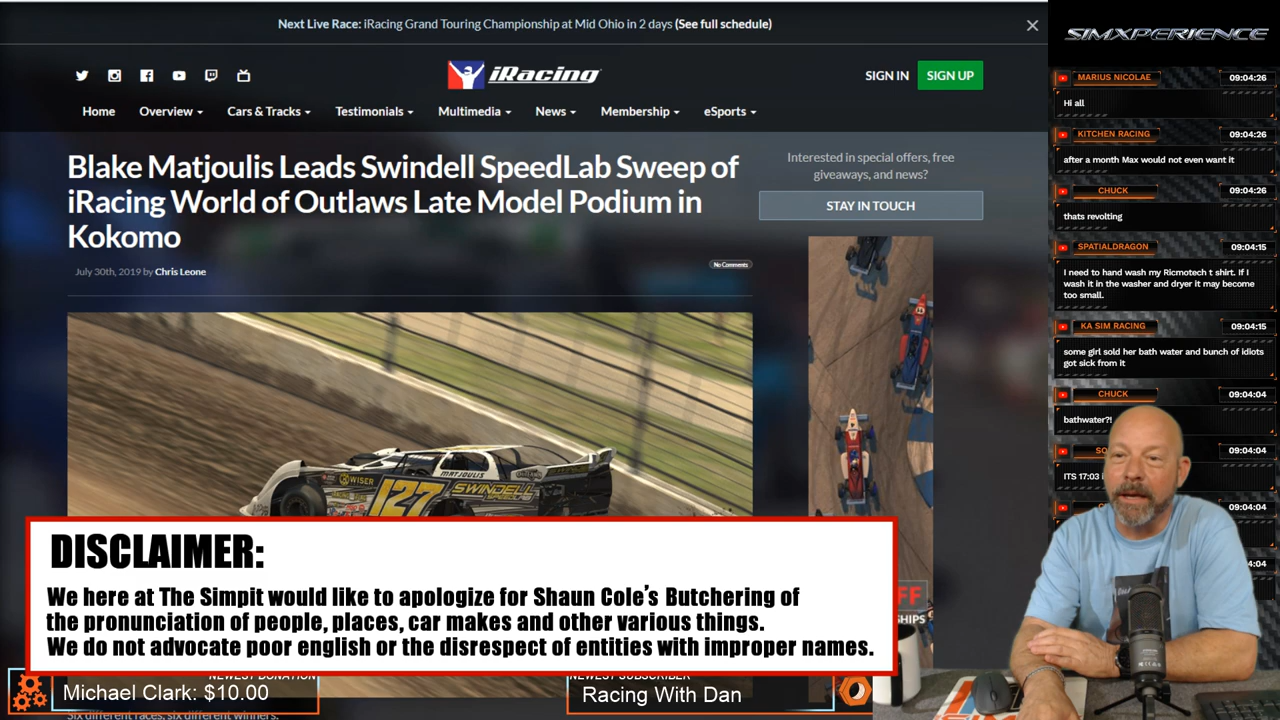 Next Live Race: iRacing Grand Touring Championship at Mid Ohio in 2 days (See full schedule)
iRacing
SIGN IN
SIGN UP
Home
Overview
Cars & Tracks
Testimonials
Multimedia
News
Membership
eSports
Blake Matjoulis Leads Swindell SpeedLab Sweep of
iRacing World of Outlaws Late Model Podium in
Kokomo
July 30th, 2019 by Chris Leone
No Comments
Interested in special offers, free
giveaways, and news?
STAY IN TOUCH
WISER
MATJOULIS
127
SWINDELL
DISCLAIMER:
We here at The Simpit would like to apologize for Shaun Cole's Butchering of
the pronunciation of people, places, car makes and other various things.
We do not advocate poor english or the disrespect of entities with improper names.
NEWEST DONATION
Michael Clark: $10.00
NEWEST SUBSCRIBER
Racing With Dan
Six different races, six different winners.
SIMXPERIENCE
MARIUS NICOLAE 09:04:26
Hi all
KITCHEN RACING 09:04:26
after a month Max would not even want it
CHUCK 09:04:26
thats revolting
SPATIALDRAGON 09:04:15
I need to hand wash my Ricmotech t shirt. If I
wash it in the washer and dryer it may become
too small.
KA SIM RACING 09:04:15
some girl sold her bath water and bunch of idiots
got sick from it
CHUCK 09:04:04
bathwater?!
09:04:04
ITS 17:03
09:04:04